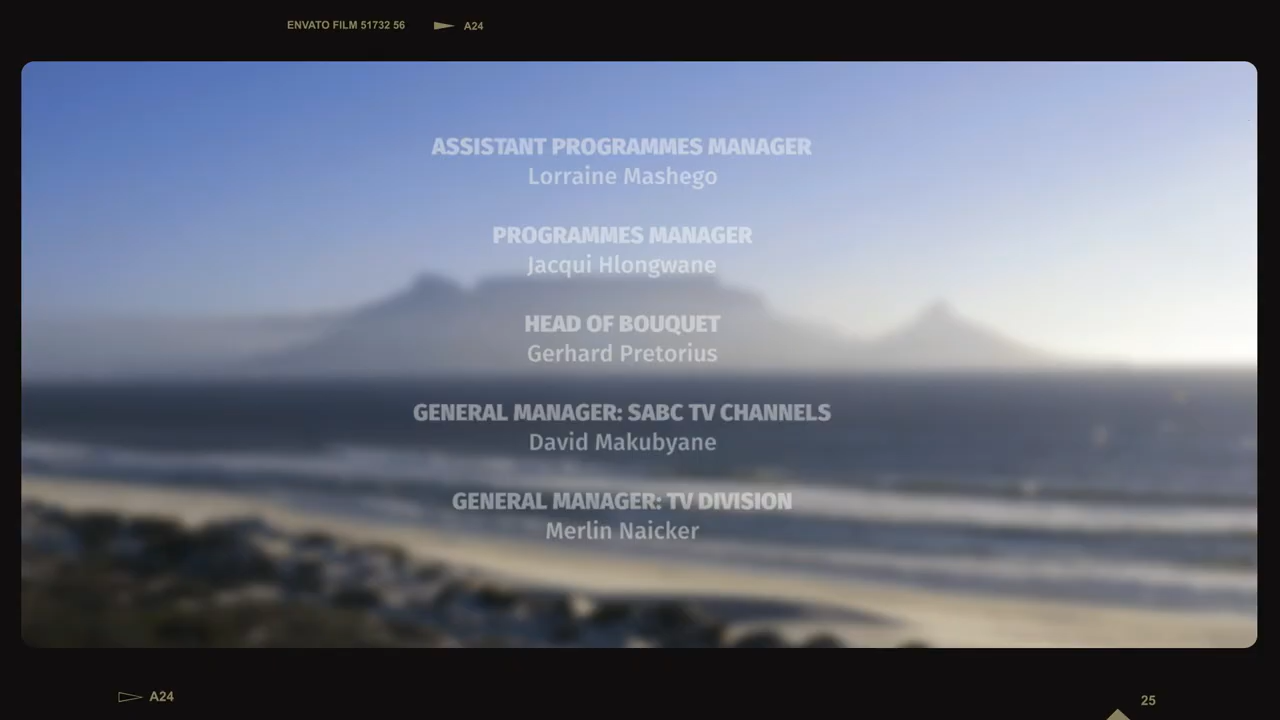 ENVATO FILM 51732 56 A24
ASSISTANT PROGRAMMES MANAGER
Lorraine Mashego
PROGRAMMES MANAGER
Jacqui Hlongwane
HEAD OF BOUQUET
Gerhard Pretorius
GENERAL MANAGER: SABC TV CHANNELS
David Makubyane
GENERAL MANAGER: TV DIVISION
Merlin Naicker
A24 25